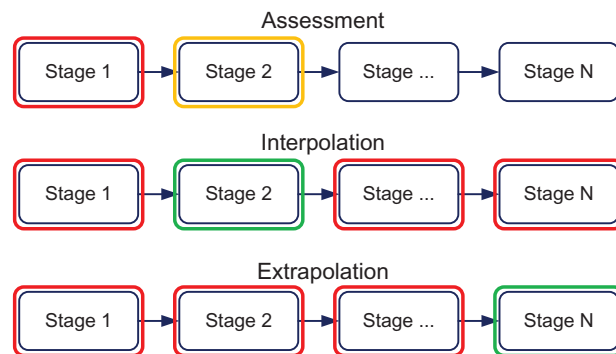 Assessment
Stage 1 Stage 2 Stage ... Stage N
Interpolation
Stage 1 Stage 2 Stage ... Stage N
Extrapolation
Stage 1 Stage 2 Stage ... Stage N